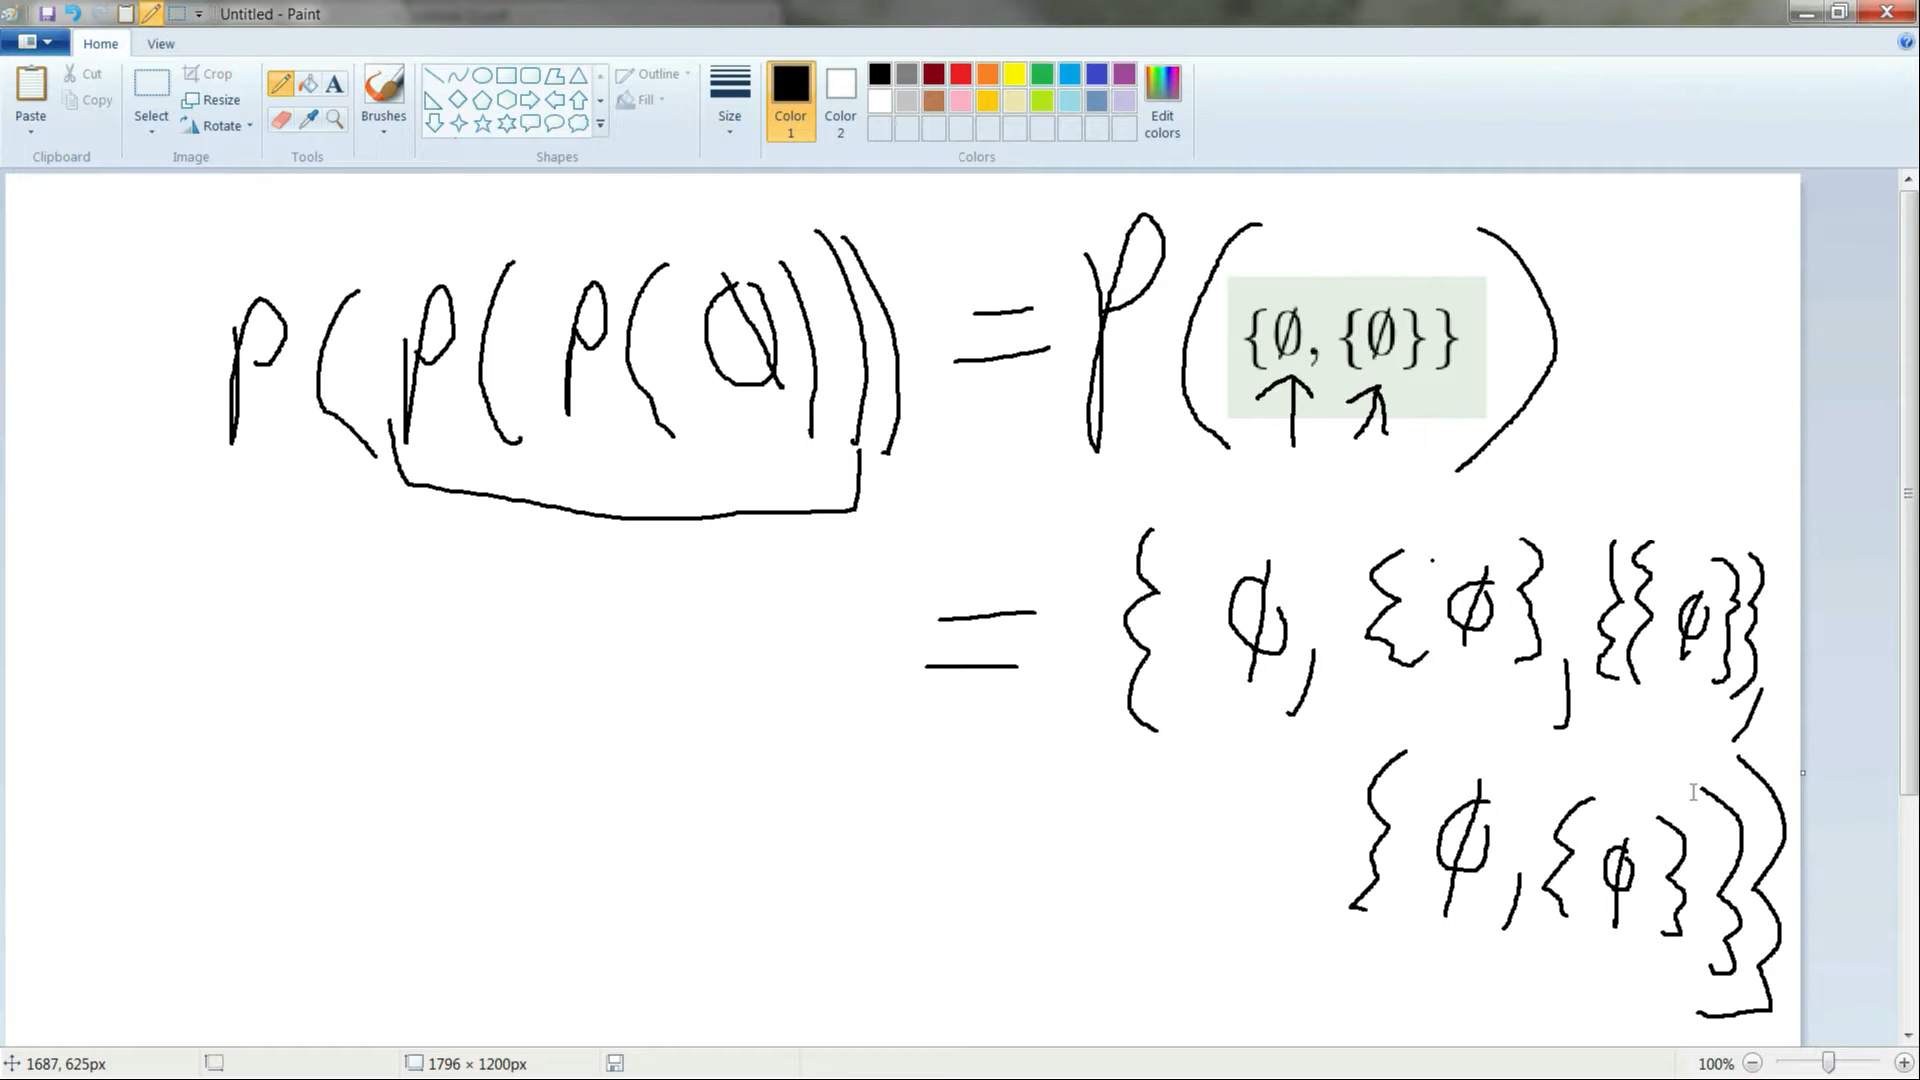 Untitled - Paint
Home View
Paste Cut Copy Clipboard
Select Crop Resize Rotate Image
Tools
Brushes
Outline Fill Shapes
Size
Color 1 Color 2 Edit colors Colors
P(P(P(∅))) = P({∅, {∅}})
= {∅, {∅}, {{∅}},
{∅, {∅}}}
1687, 625px 1796 × 1200px 100%